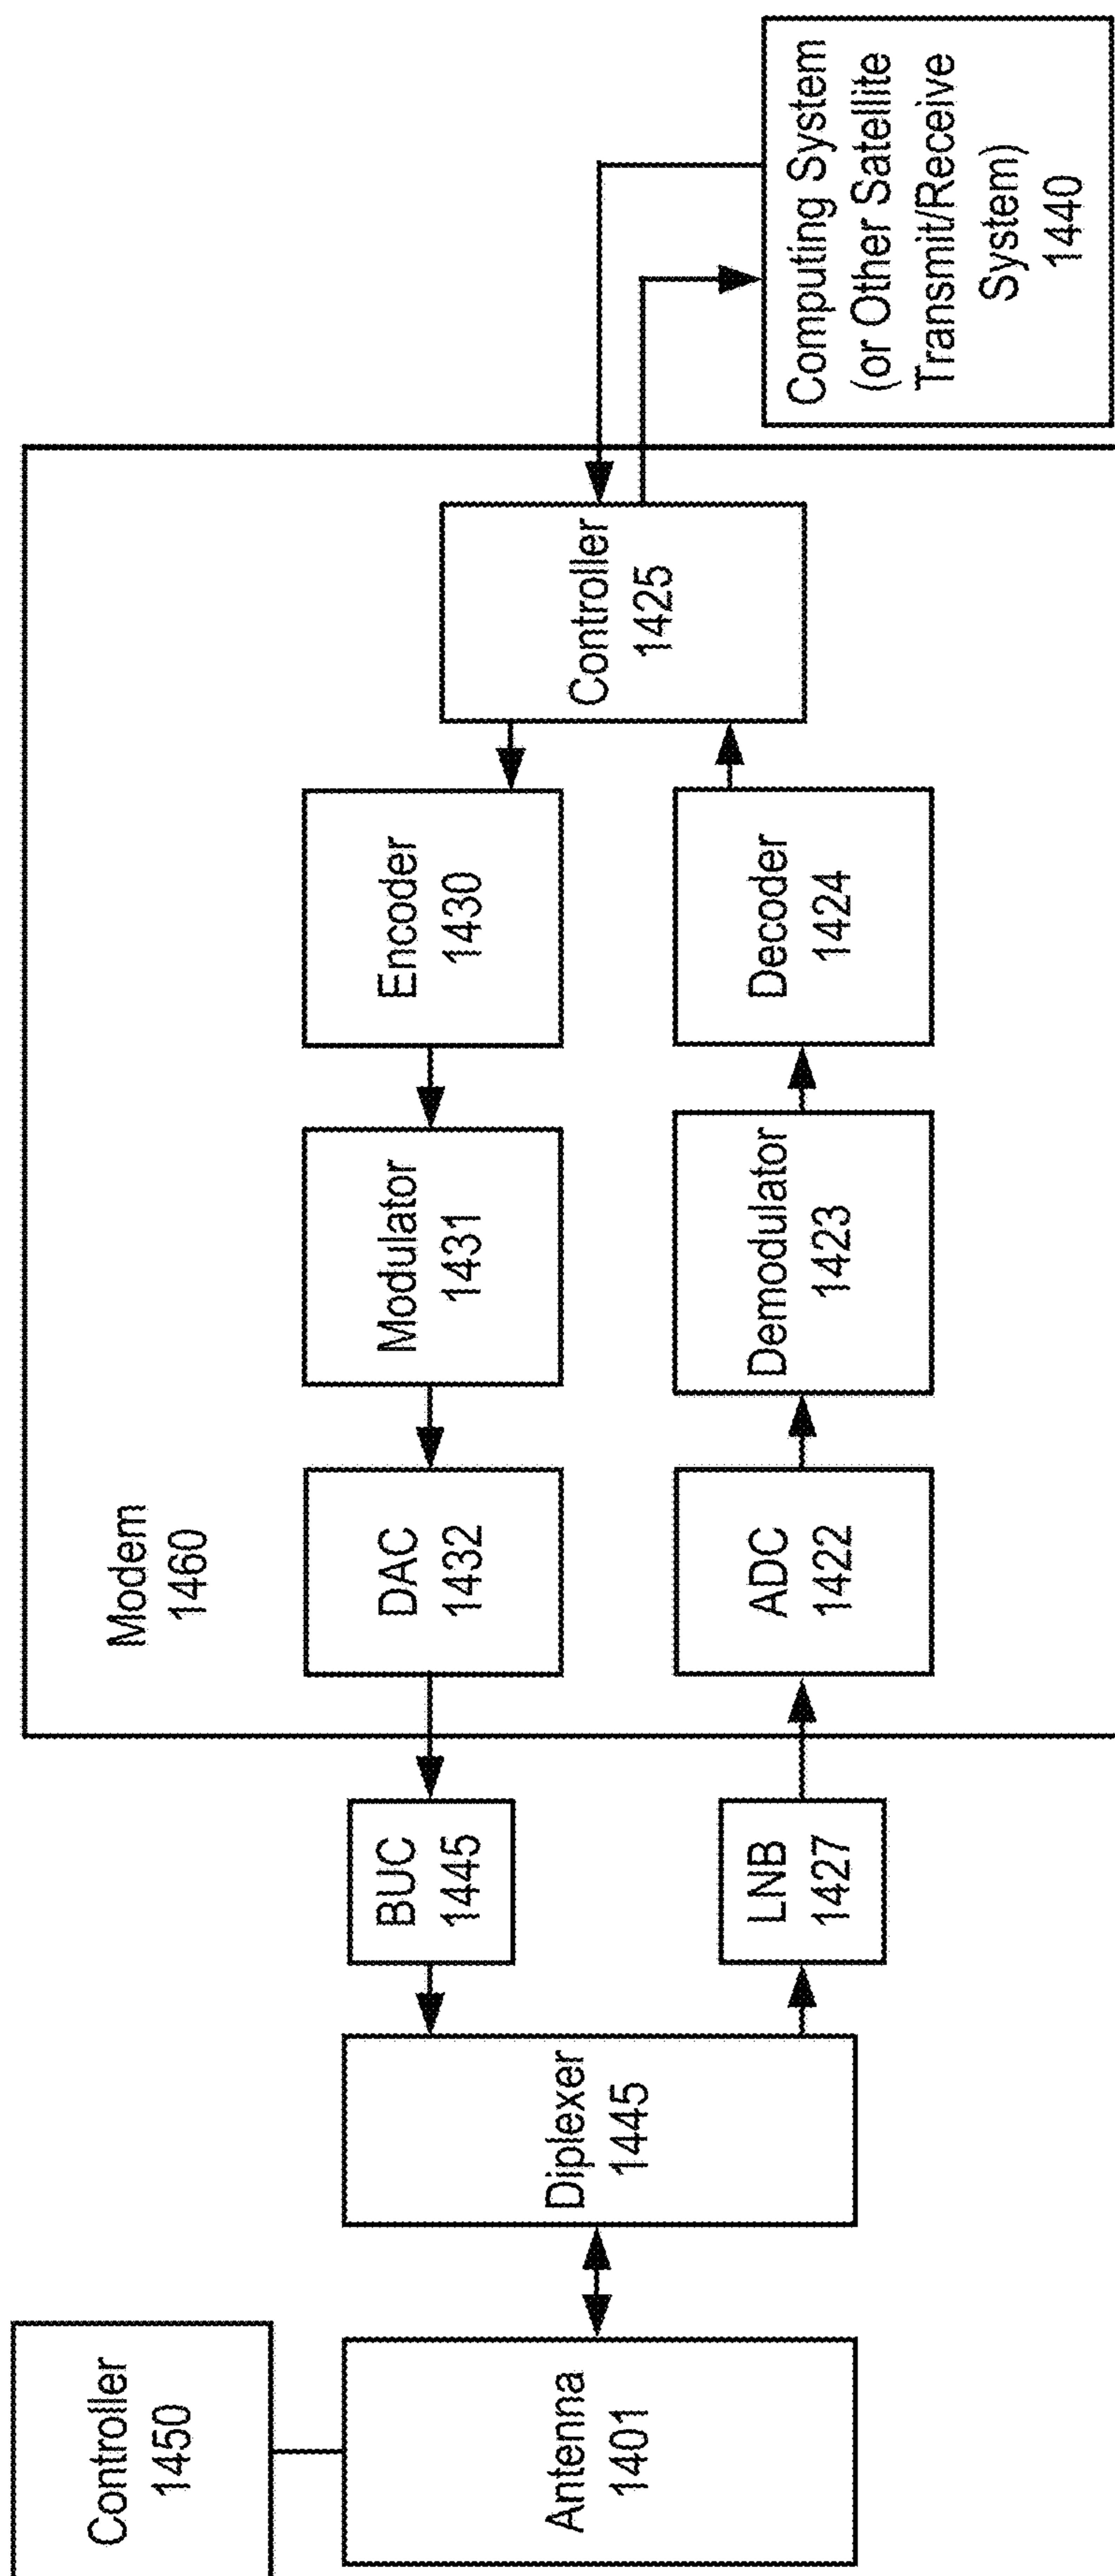 Controller
1450
Antenna
1401
Diplexer
1445
BUC
1445
LNB
1427
Modem
1460
DAC
1432
Modulator
1431
Encoder
1430
ADC
1422
Demodulator
1423
Decoder
1424
Controller
1425
Computing System
(or Other Satellite
Transmit/Receive
System)
1440